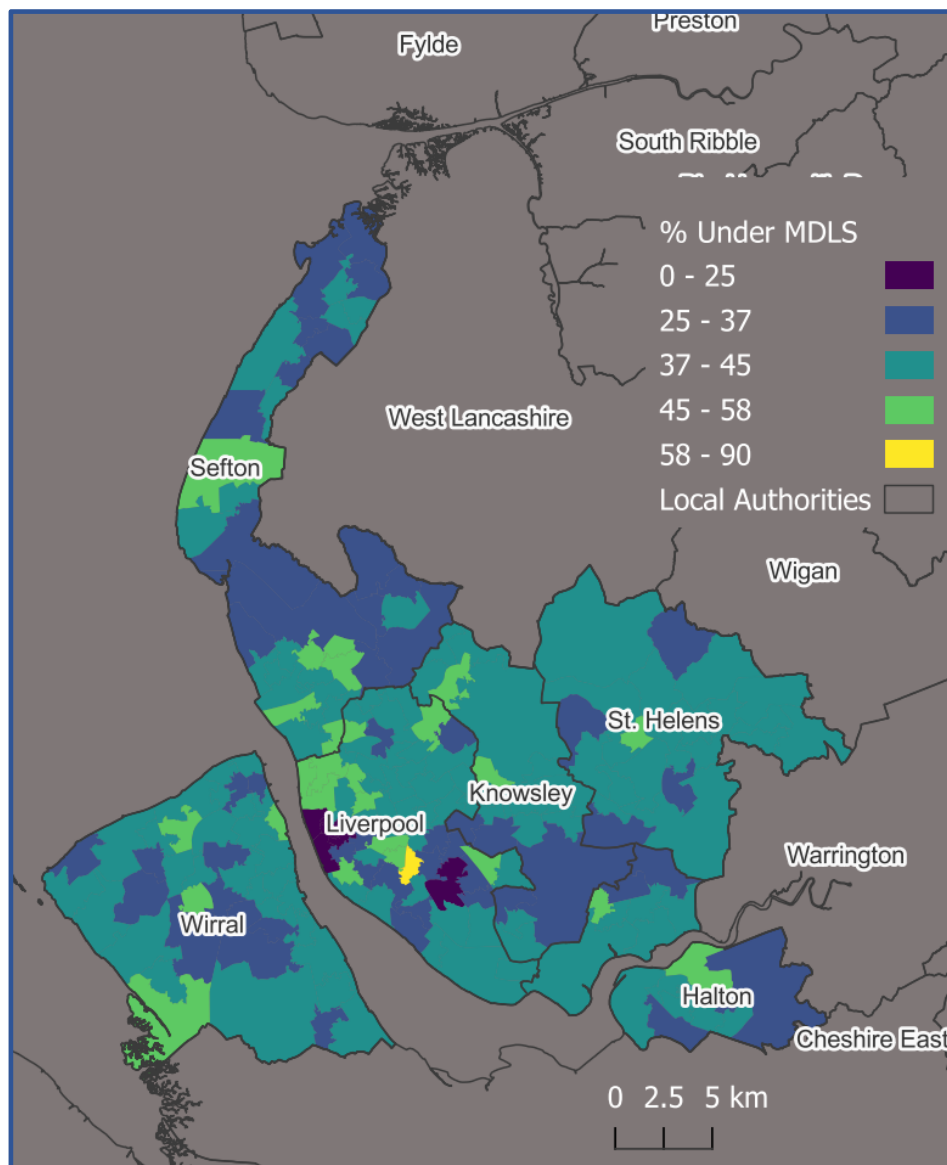 Preston
Fylde
South Ribble
% Under MDLS
0 - 25
25 - 37
37 - 45
West Lancashire
45 - 58
58 - 90
Sefton
Local Authorities
Wigan
St. Helens
Knowsley
Liverpool
Warrington
Wirral
Halton
Cheshire East
0 2.5 5 km